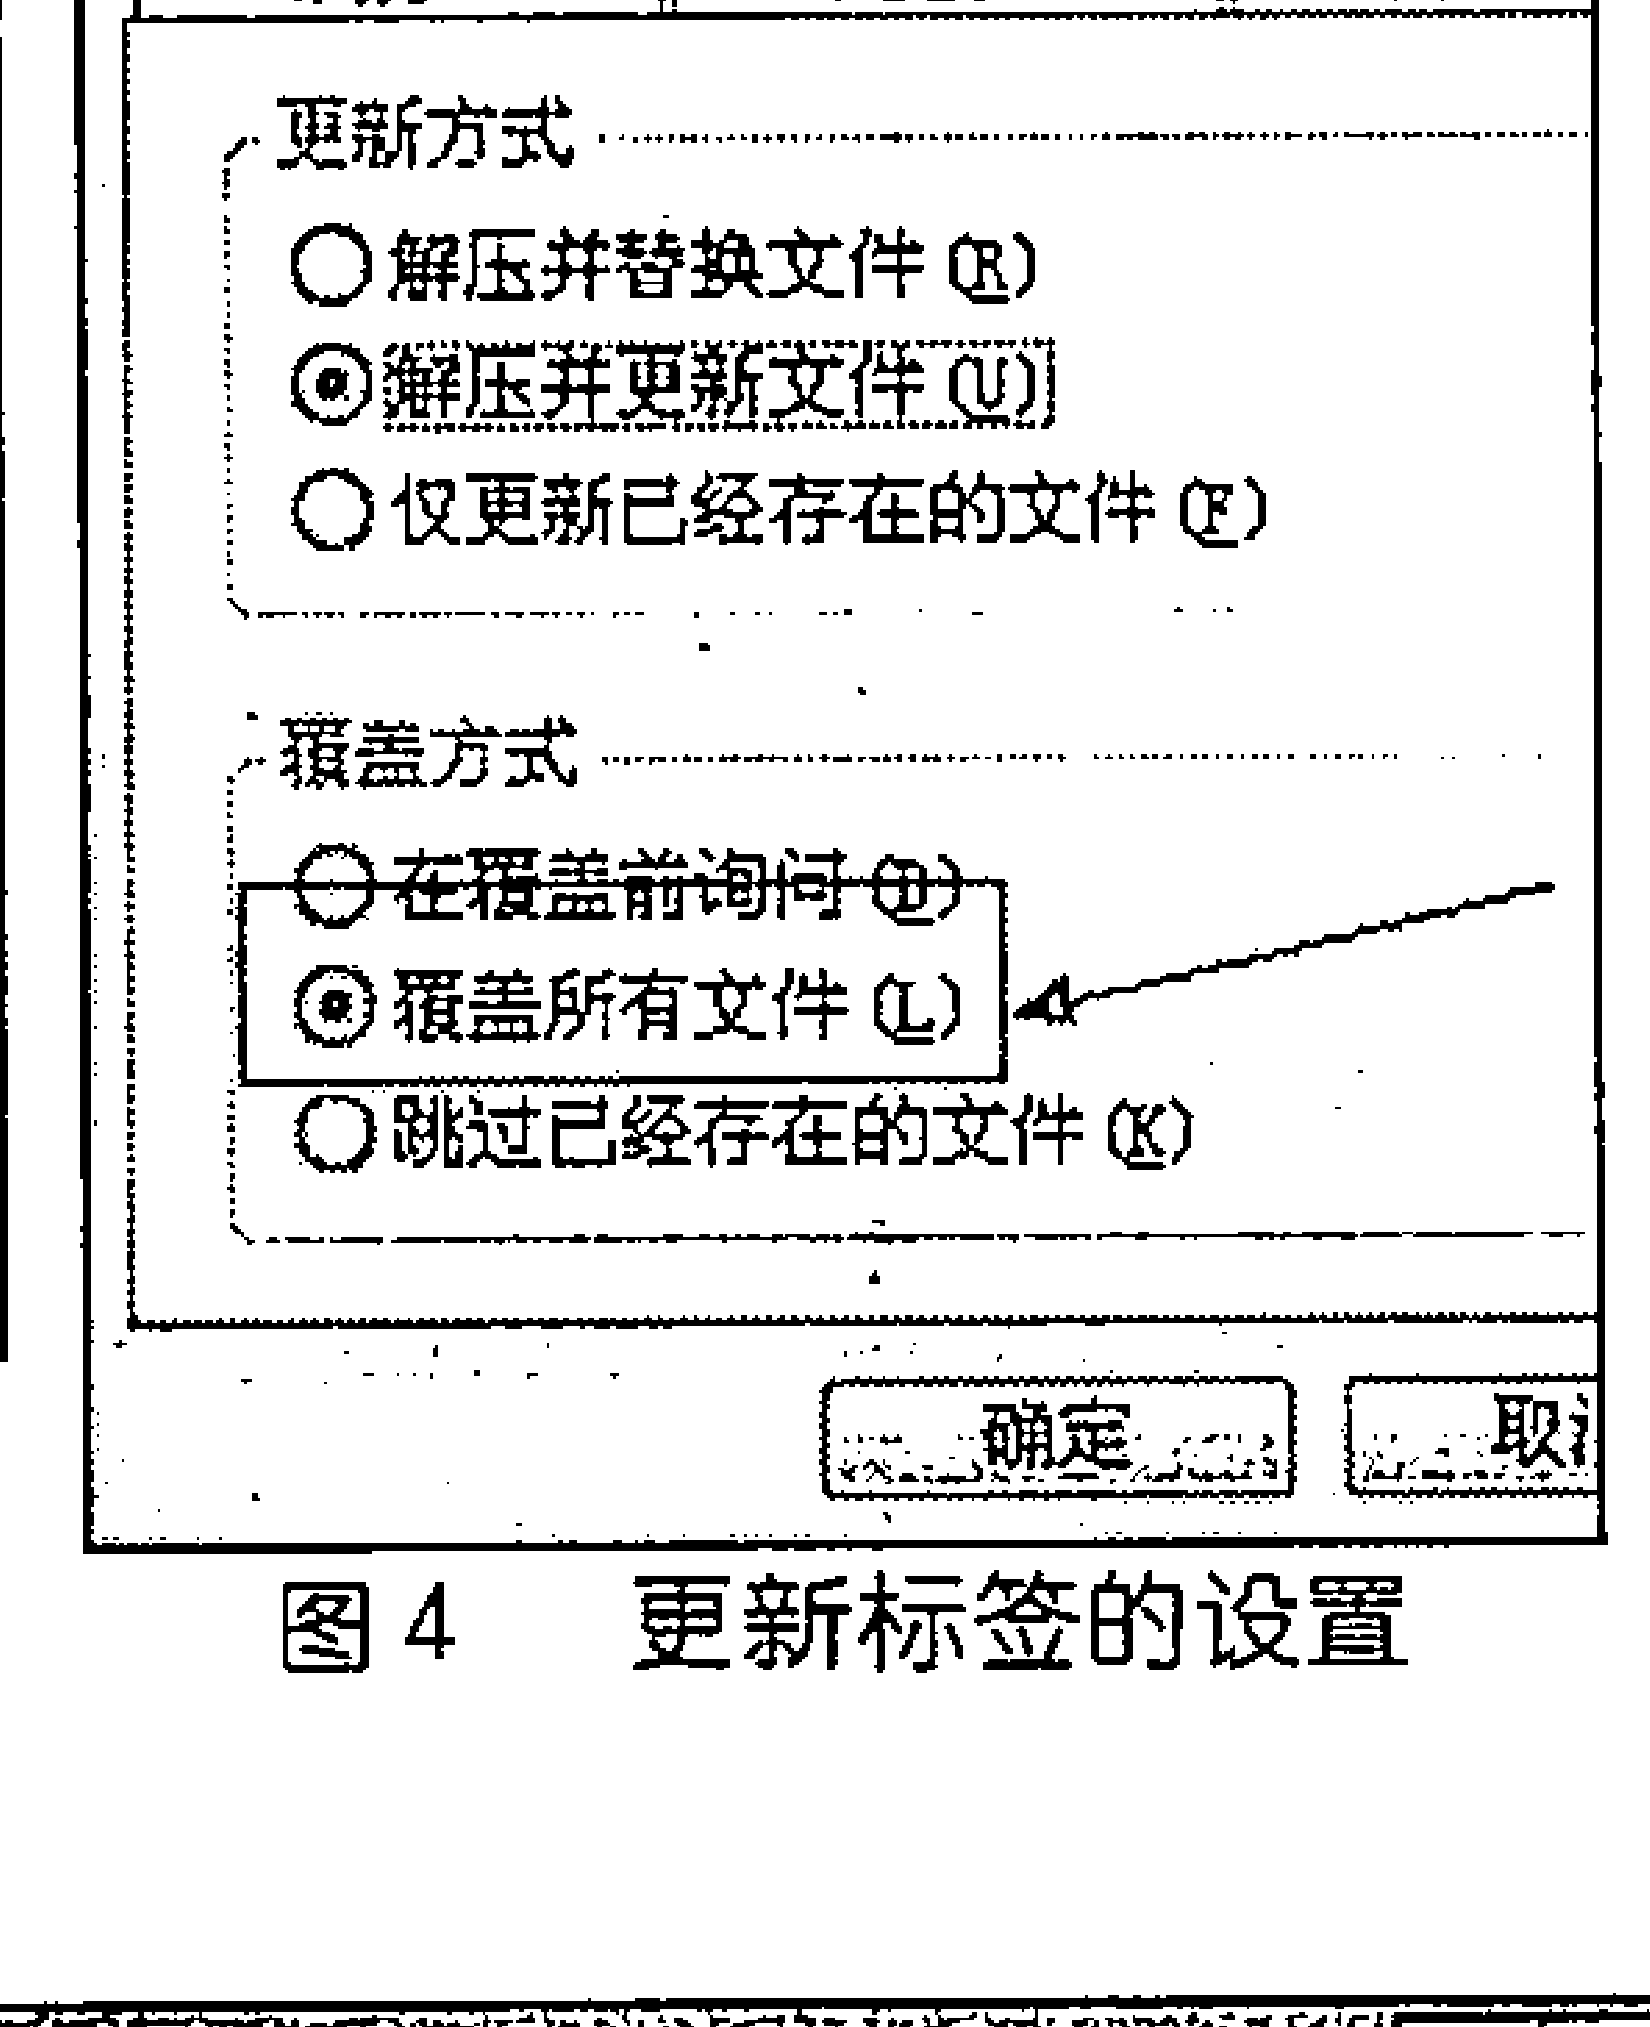 更新方式
解压并替换文件(R)
解压并更新文件(U)
仅更新已经存在的文件(F)
覆盖方式
在覆盖前询问(D)
覆盖所有文件(L)
跳过已经存在的文件(K)
确定 取
图4 更新标签的设置